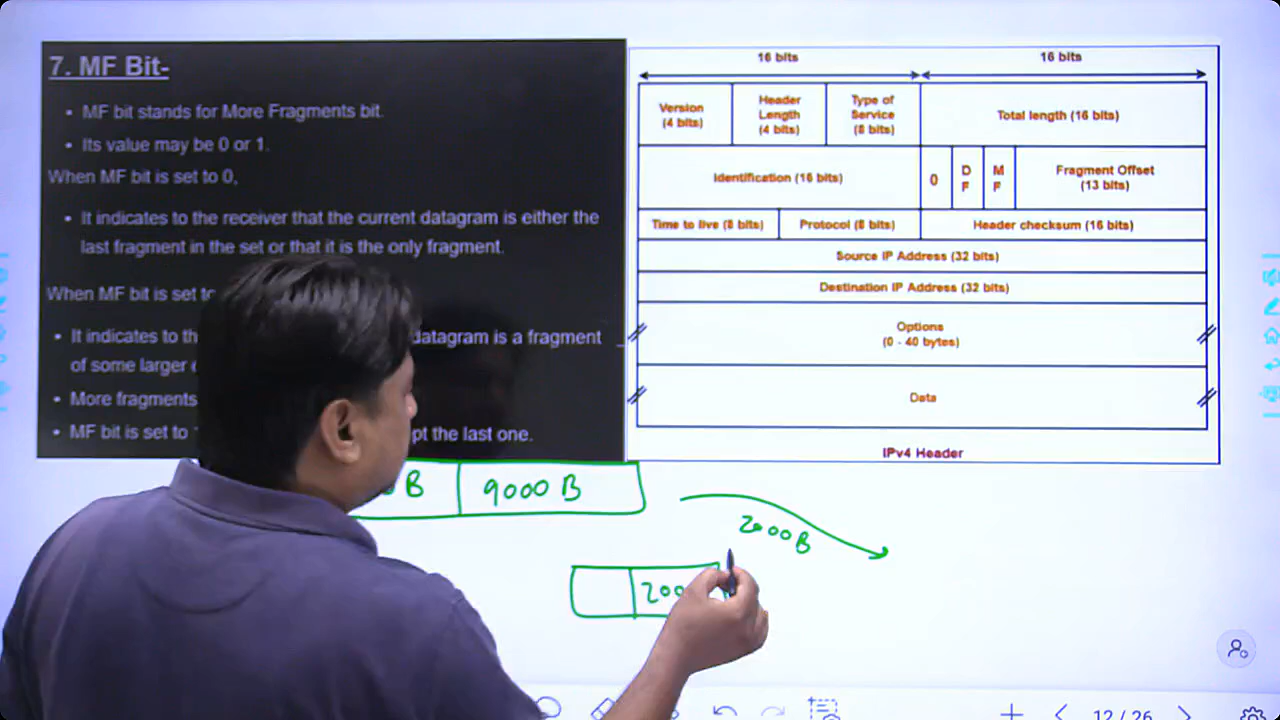 7. MF Bit-
• MF bit stands for More Fragments bit.
• Its value may be 0 or 1.
When MF bit is set to 0,
• It indicates to the receiver that the current datagram is either the
last fragment in the set or that it is the only fragment.
When MF bit is set to
• It indicates to datagram is a fragment
of some larger
• More fragments
• MF bit is set to the last one.
16 bits 16 bits
Version
(4 bits)
Header
Length
(4 bits)
Type of
Service
(8 bits)
Total length (16 bits)
Identification (16 bits)
0
D
F
M
F
Fragment Offset
(13 bits)
Time to live (8 bits)
Protocol (8 bits)
Header checksum (16 bits)
Source IP Address (32 bits)
Destination IP Address (32 bits)
Options
(0 - 40 bytes)
Data
IPv4 Header
B 9000 B
2000B
12 / 26